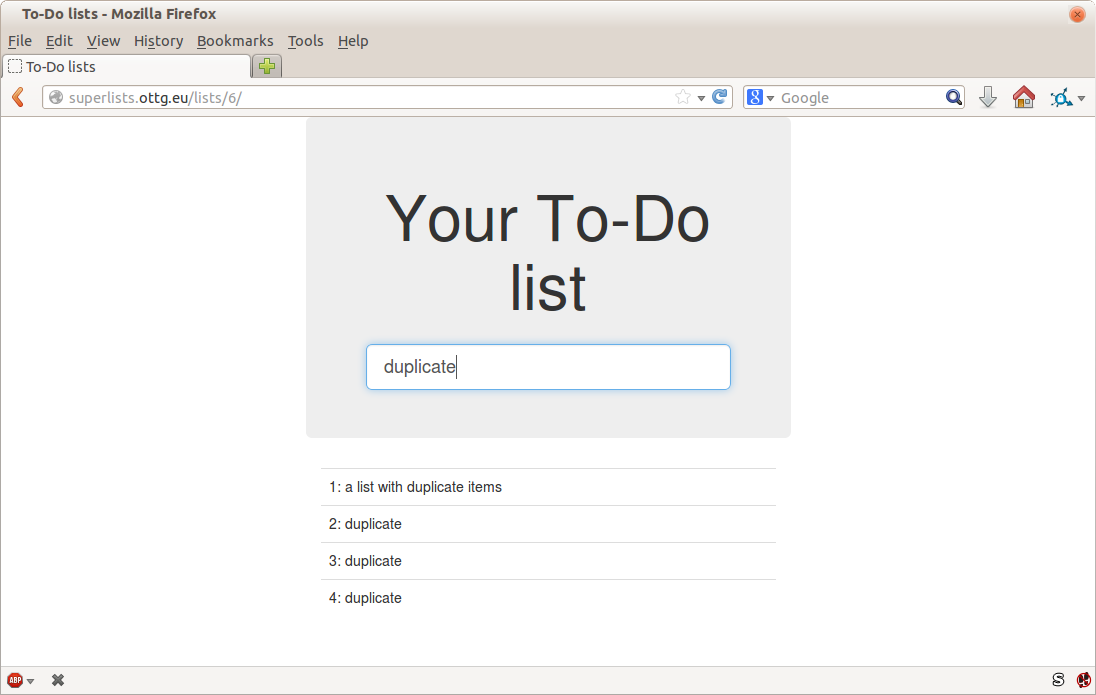 To-Do lists - Mozilla Firefox
File Edit View History Bookmarks Tools Help
To-Do lists
superlists.ottg.eu/lists/6/
8 Google
Your To-Do
list
duplicate
1: a list with duplicate items
2: duplicate
3: duplicate
4: duplicate
ABP
S